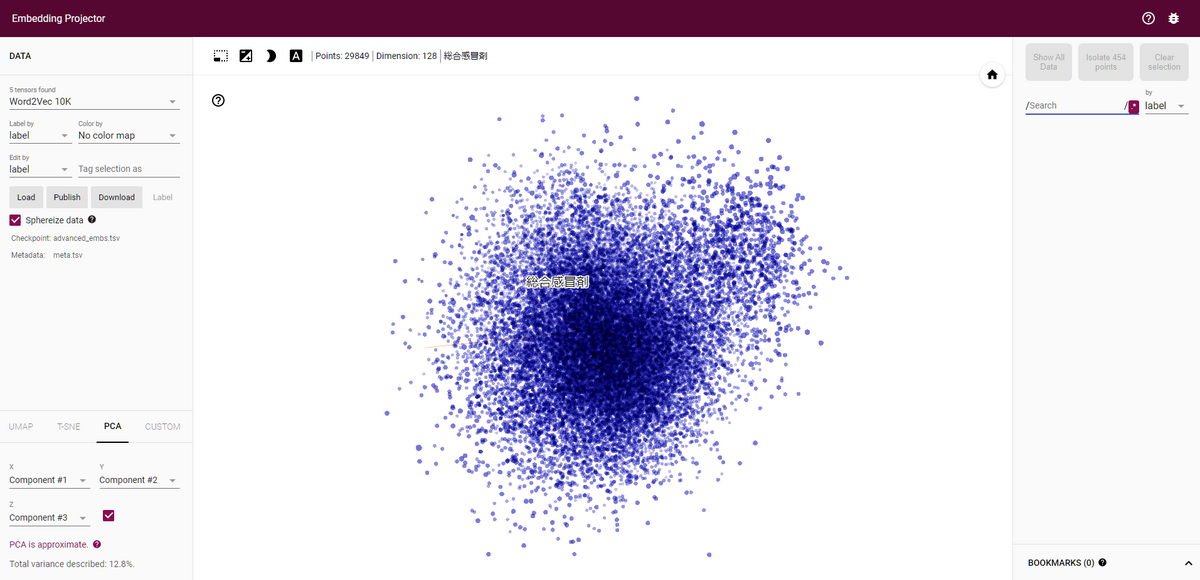 Embedding Projector
DATA
5 tensors found
Word2Vec 10K
Label by
Color by
label
No color map
Edit by
label
Tag selection as
Load
Publish
Download
Label
Sphereize data
Checkpoint: advanced_embs.tsv
Metadata: meta.tsv
UMAP
T-SNE
PCA
CUSTOM
X
Y
Component #1
Component #2
Z
Component #3
PCA is approximate.
Total variance described: 12.8%.
A
Points: 29849 | Dimension: 128 | 総合感冒剤
総合感冒剤
Show All
Data
Isolate 454
points
Clear
selection
by
/Search
/
.*
label
BOOKMARKS (0)